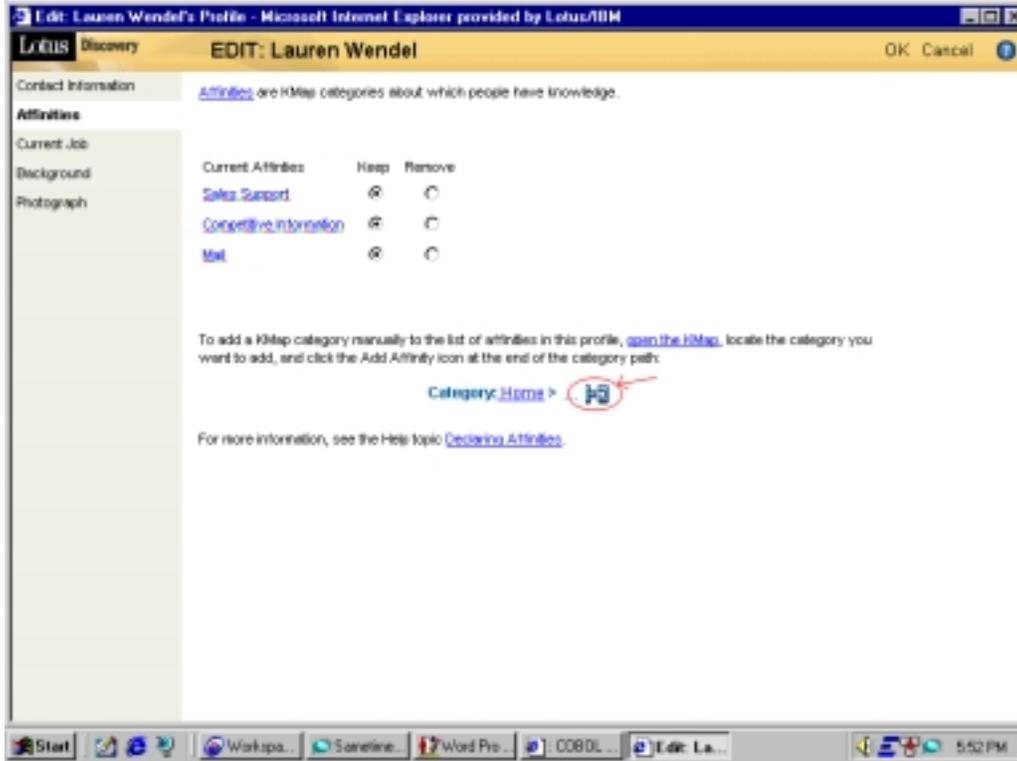 Edit: Lauren Wendel's Profile - Microsoft Internet Explorer provided by Lotus/IBM
Lotus Discovery
EDIT: Lauren Wendel
OK Cancel ?
Contact Information
Affinities
Current Job
Background
Photograph
Affinities are KMap categories about which people have knowledge.
Current Affinities Keep Remove
Sales Support
Competitive Information
Mail
To add a KMap category manually to the list of affinities in this profile, open the KMap, locate the category you
want to add, and click the Add Affinity icon at the end of the category path:
Category: Home > ...
For more information, see the Help topic Declaring Affinities.
Start Workspa... Sametime... Word Pro ... : COBOL ... Edit: La... 5:52 PM